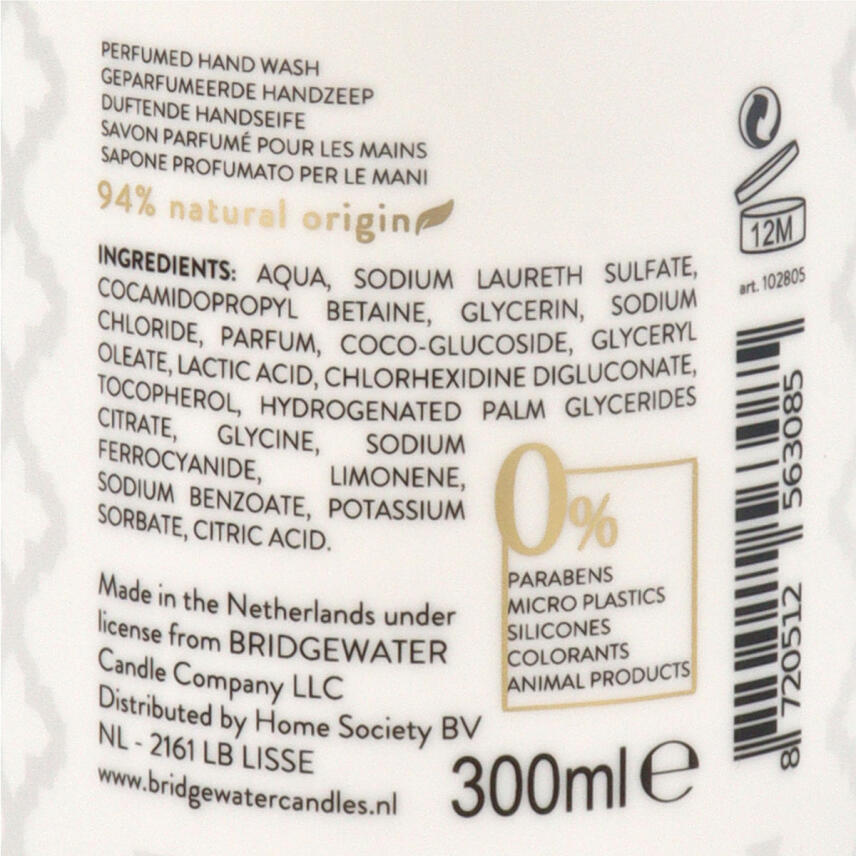 PERFUMED HAND WASH
GEPARFUMEERDE HANDZEEP
DUFTENDE HANDSEIFE
SAVON PARFUMÉ POUR LES MAINS
SAPONE PROFUMATO PER LE MANI
94% natural origin
INGREDIENTS: AQUA, SODIUM LAURETH SULFATE,
COCAMIDOPROPYL BETAINE, GLYCERIN, SODIUM
CHLORIDE, PARFUM, COCO-GLUCOSIDE, GLYCERYL
OLEATE, LACTIC ACID, CHLORHEXIDINE DIGLUCONATE,
TOCOPHEROL, HYDROGENATED PALM GLYCERIDES
CITRATE, GLYCINE, SODIUM
FERROCYANIDE, LIMONENE,
SODIUM BENZOATE, POTASSIUM
SORBATE, CITRIC ACID.
0%
PARABENS
MICRO PLASTICS
SILICONES
COLORANTS
ANIMAL PRODUCTS
Made in the Netherlands under
license from BRIDGEWATER
Candle Company LLC
Distributed by Home Society BV
NL - 2161 LB LISSE
www.bridgewatercandles.nl
300ml e
12M
art. 102805
8 720512 563085